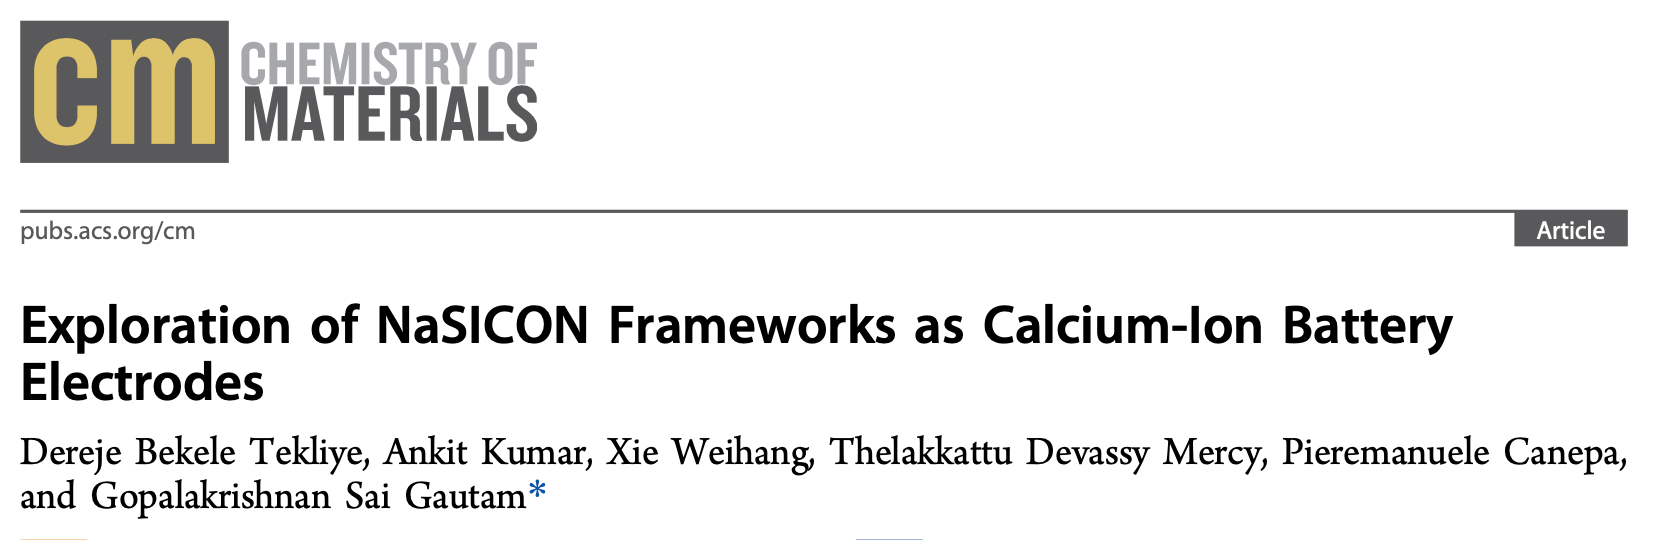 cm
CHEMISTRY OF
MATERIALS
pubs.acs.org/cm
Article
Exploration of NaSICON Frameworks as Calcium-Ion Battery
Electrodes
Dereje Bekele Tekliye, Ankit Kumar, Xie Weihang, Thelakkattu Devassy Mercy, Pieremanuele Canepa,
and Gopalakrishnan Sai Gautam*